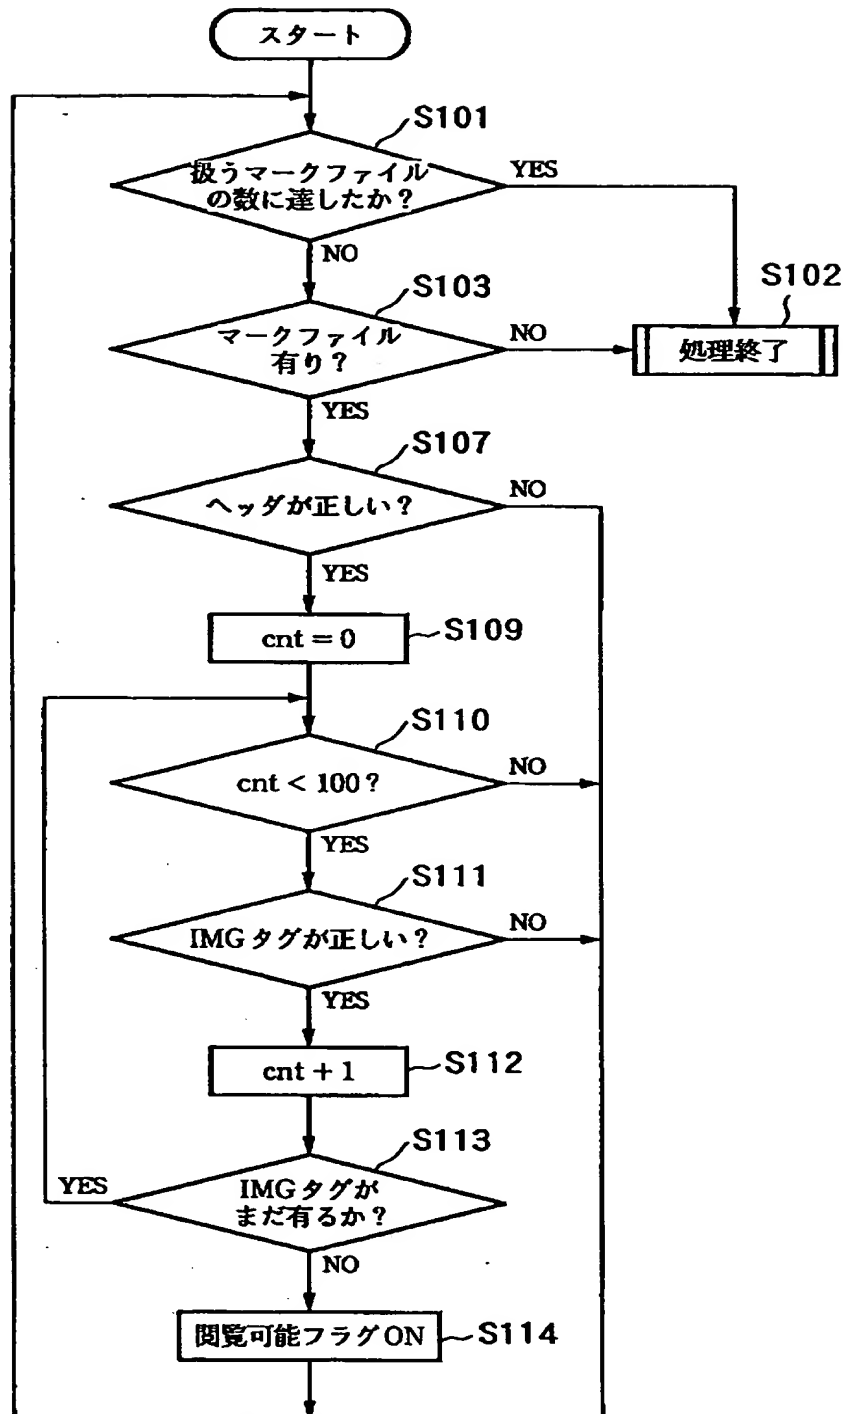 スタート
S101
扱うマークファイル
の数に達したか?
YES
NO
S102
処理終了
S103
マークファイル
有り?
NO
YES
S107
ヘッダが正しい?
NO
YES
cnt = 0
S109
S110
cnt < 100?
NO
YES
S111
IMGタグが正しい?
NO
YES
cnt + 1
S112
S113
IMGタグが
まだ有るか?
YES
NO
閲覧可能フラグON
S114